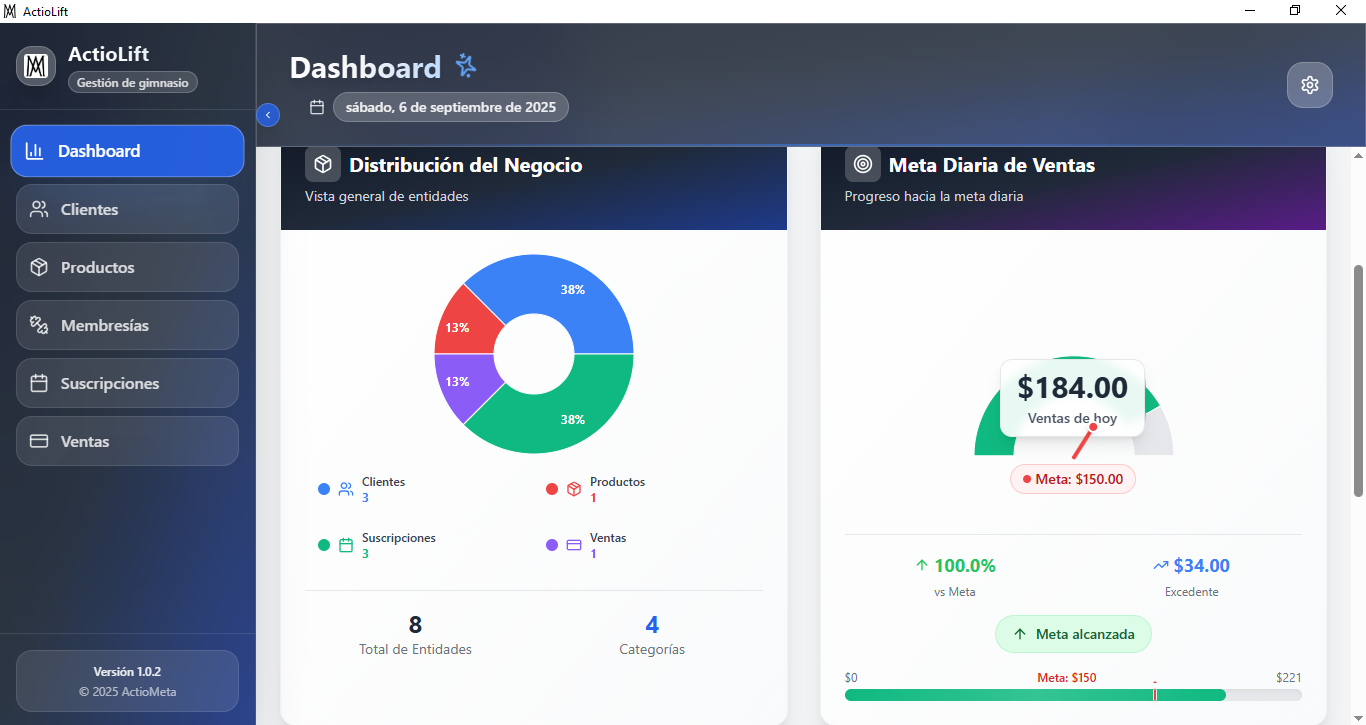 ActioLift
ActioLift
Gestión de gimnasio
Dashboard
Clientes
Productos
Membresías
Suscripciones
Ventas
Versión 1.0.2
© 2025 ActioMeta
Dashboard
sábado, 6 de septiembre de 2025
Distribución del Negocio
Vista general de entidades
38%
13%
13%
38%
Clientes
3
Productos
1
Suscripciones
3
Ventas
1
8
Total de Entidades
4
Categorías
Meta Diaria de Ventas
Progreso hacia la meta diaria
$184.00
Ventas de hoy
Meta: $150.00
100.0%
vs Meta
$34.00
Excedente
Meta alcanzada
$0
Meta: $150
$221